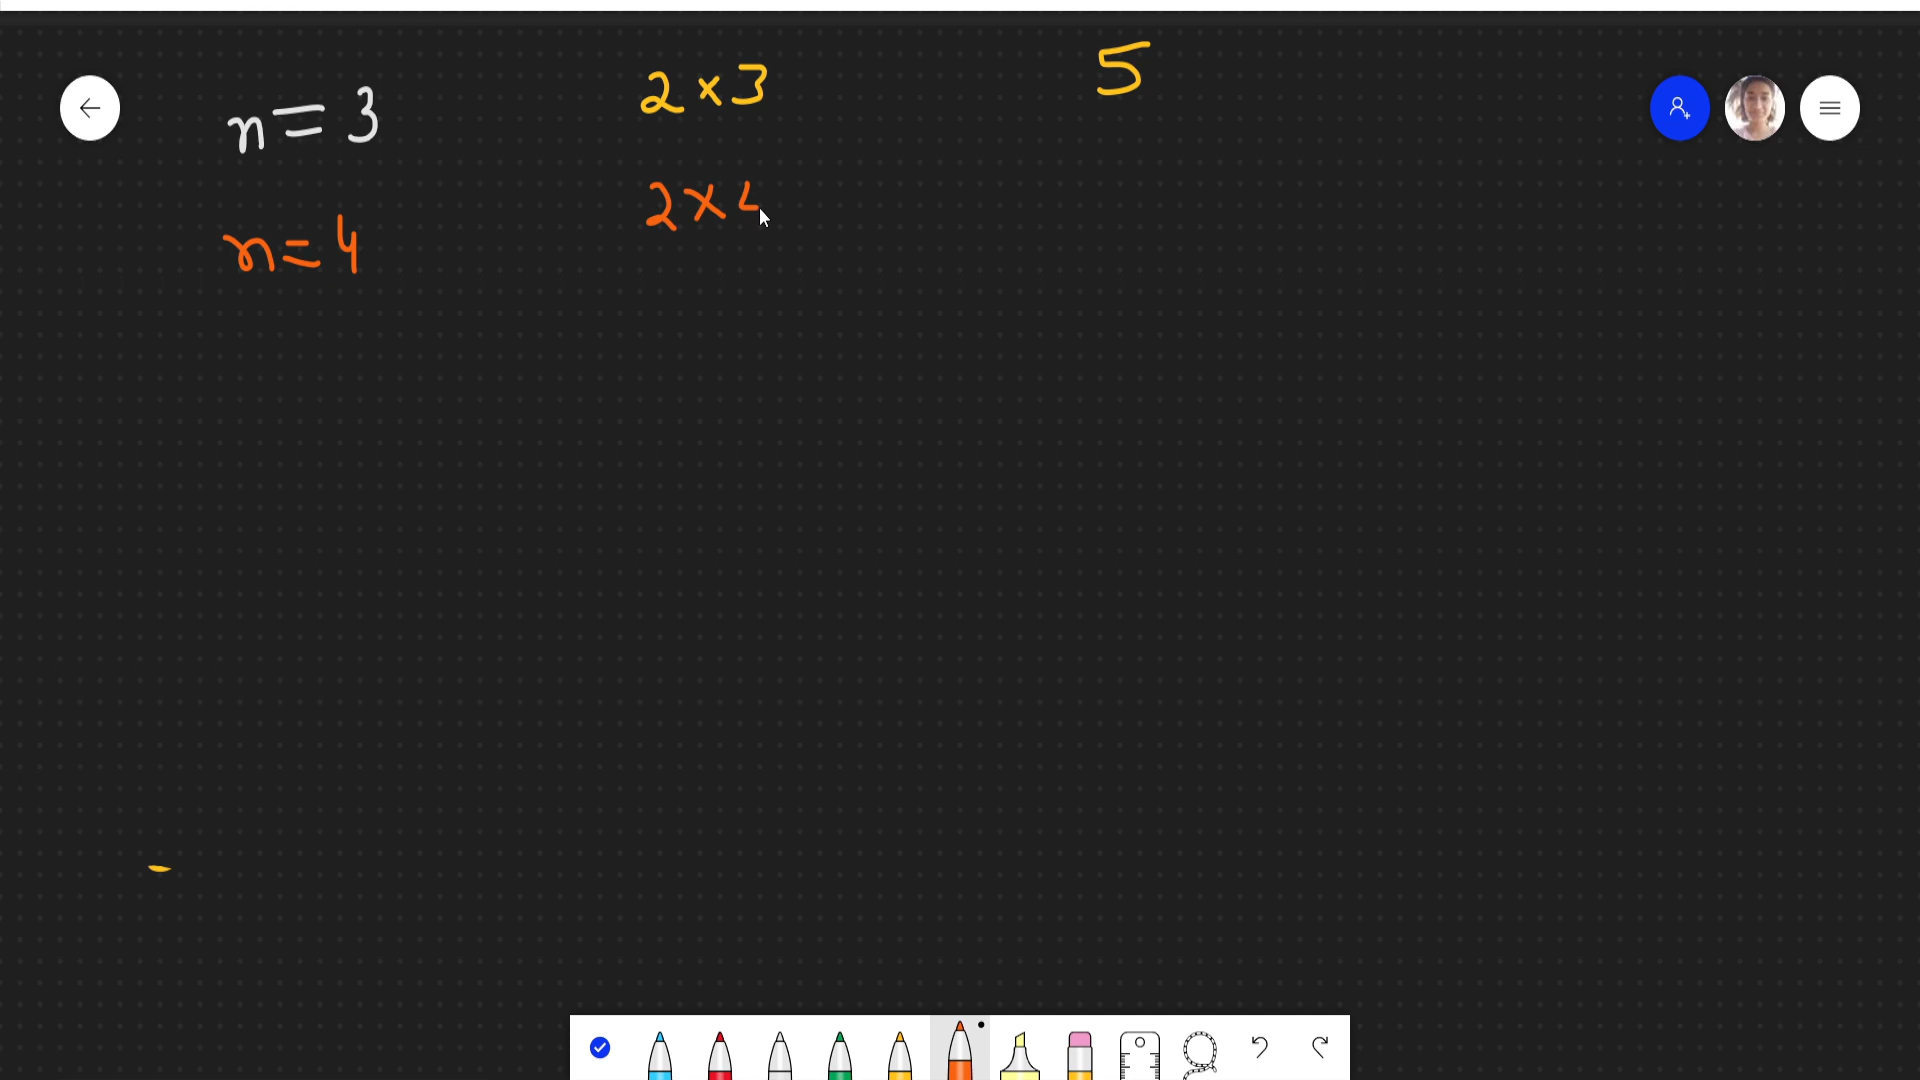 n = 3
2 × 3
5
n = 4
2 × 4